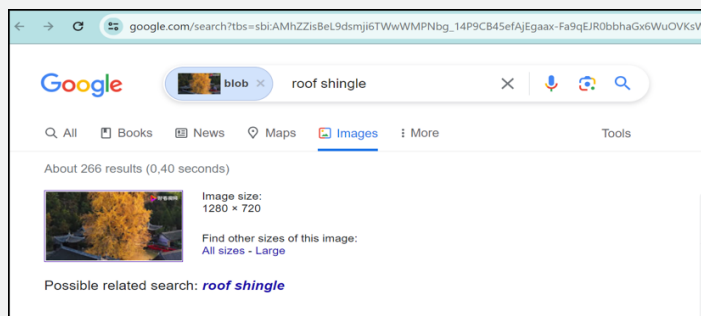 google.com/search?tbs=sbi:AMhZZisBeL9dsmji6TWwWMPNbg_14P9CB45efAjEgaax-Fa9qEJR0bbhaGx6WuOVKsW
Google blob roof shingle
All Books News Maps Images More Tools
About 266 results (0,40 seconds)
Image size:
1280 × 720
Find other sizes of this image:
All sizes - Large
Possible related search: roof shingle